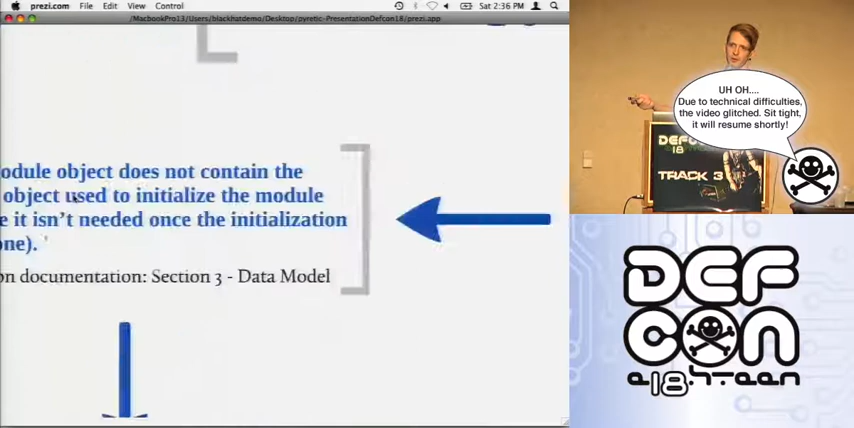 prezi.com File Edit View Control Sat 2:36 PM
/MacbookPro13/Users/blackhatdemo/Desktop/pyretic-PresentationDefcon18/prezi.app
odule object does not contain the
object used to initialize the module
e it isn't needed once the initialization
one). '
on documentation: Section 3 - Data Model
UH OH....
Due to technical difficulties,
the video glitched. Sit tight,
it will resume shortly!
DEFCON
18
TRACK 3
DEF
CON
e18hteen